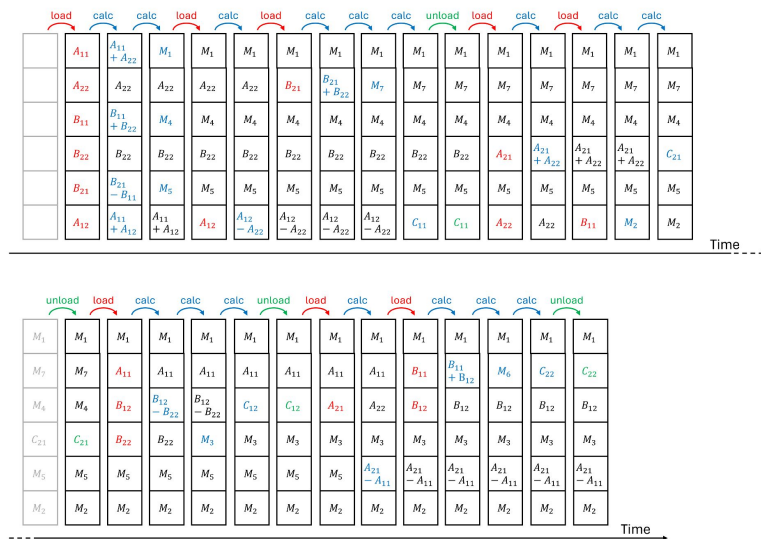 load calc calc load calc load calc calc calc unload load calc load calc calc
A₁₁ A₁₁ + A₂₂ M₁ M₁ M₁ M₁ M₁ M₁ M₁ M₁ M₁ M₁ M₁ M₁ M₁
A₂₂ A₂₂ A₂₂ A₂₂ A₂₂ B₂₁ B₂₁ + B₂₂ M₇ M₇ M₇ M₇ M₇ M₇ M₇ M₇
B₁₁ B₁₁ + B₂₂ M₄ M₄ M₄ M₄ M₄ M₄ M₄ M₄ M₄ M₄ M₄ M₄ M₄
B₂₂ B₂₂ B₂₂ B₂₂ B₂₂ B₂₂ B₂₂ B₂₂ B₂₂ B₂₂ A₂₁ A₂₁ + A₂₂ A₂₁ + A₂₂ A₂₁ + A₂₂ C₂₁
B₂₁ B₂₁ − B₁₁ M₅ M₅ M₅ M₅ M₅ M₅ M₅ M₅ M₅ M₅ M₅ M₅ M₅
A₁₂ A₁₁ + A₁₂ A₁₁ + A₁₂ A₁₂ A₁₂ − A₂₂ A₁₂ − A₂₂ A₁₂ − A₂₂ A₁₂ − A₂₂ C₁₁ C₁₁ A₂₂ A₂₂ B₁₁ M₂ M₂
Time
unload load calc calc calc unload load calc load calc calc calc unload
M₁ M₁ M₁ M₁ M₁ M₁ M₁ M₁ M₁ M₁ M₁ M₁ M₁ M₁
M₇ M₇ A₁₁ A₁₁ A₁₁ A₁₁ A₁₁ A₁₁ A₁₁ B₁₁ B₁₁ + B₁₂ M₆ C₂₂ C₂₂
M₄ M₄ B₁₂ B₁₂ − B₂₂ B₁₂ − B₂₂ C₁₂ C₁₂ A₂₁ A₂₂ B₁₂ B₁₂ B₁₂ B₁₂ B₁₂
C₂₁ C₂₁ B₂₂ B₂₂ M₃ M₃ M₃ M₃ M₃ M₃ M₃ M₃ M₃ M₃
M₅ M₅ M₅ M₅ M₅ M₅ M₅ M₅ A₂₁ − A₁₁ A₂₁ − A₁₁ A₂₁ − A₁₁ A₂₁ − A₁₁ A₂₁ − A₁₁ A₂₁ − A₁₁
M₂ M₂ M₂ M₂ M₂ M₂ M₂ M₂ M₂ M₂ M₂ M₂ M₂ M₂
Time